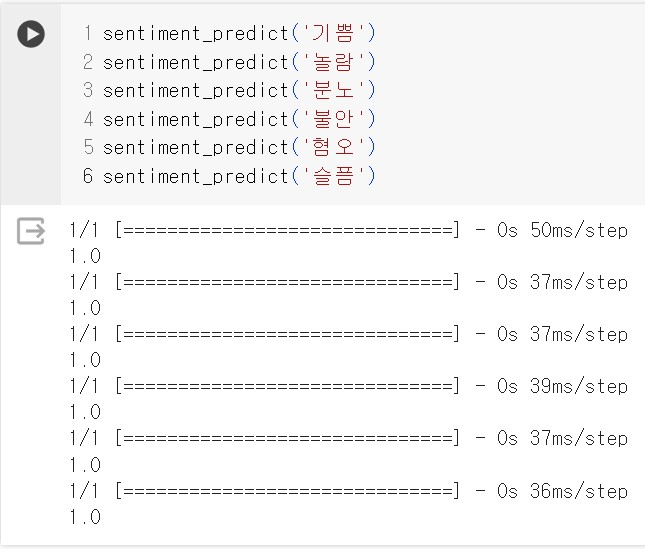 1 sentiment_predict('기쁨')
2 sentiment_predict('놀람')
3 sentiment_predict('분노')
4 sentiment_predict('불안')
5 sentiment_predict('혐오')
6 sentiment_predict('슬픔')
1/1 [==============================] - 0s 50ms/step
1.0
1/1 [==============================] - 0s 37ms/step
1.0
1/1 [==============================] - 0s 37ms/step
1.0
1/1 [==============================] - 0s 39ms/step
1.0
1/1 [==============================] - 0s 37ms/step
1.0
1/1 [==============================] - 0s 36ms/step
1.0